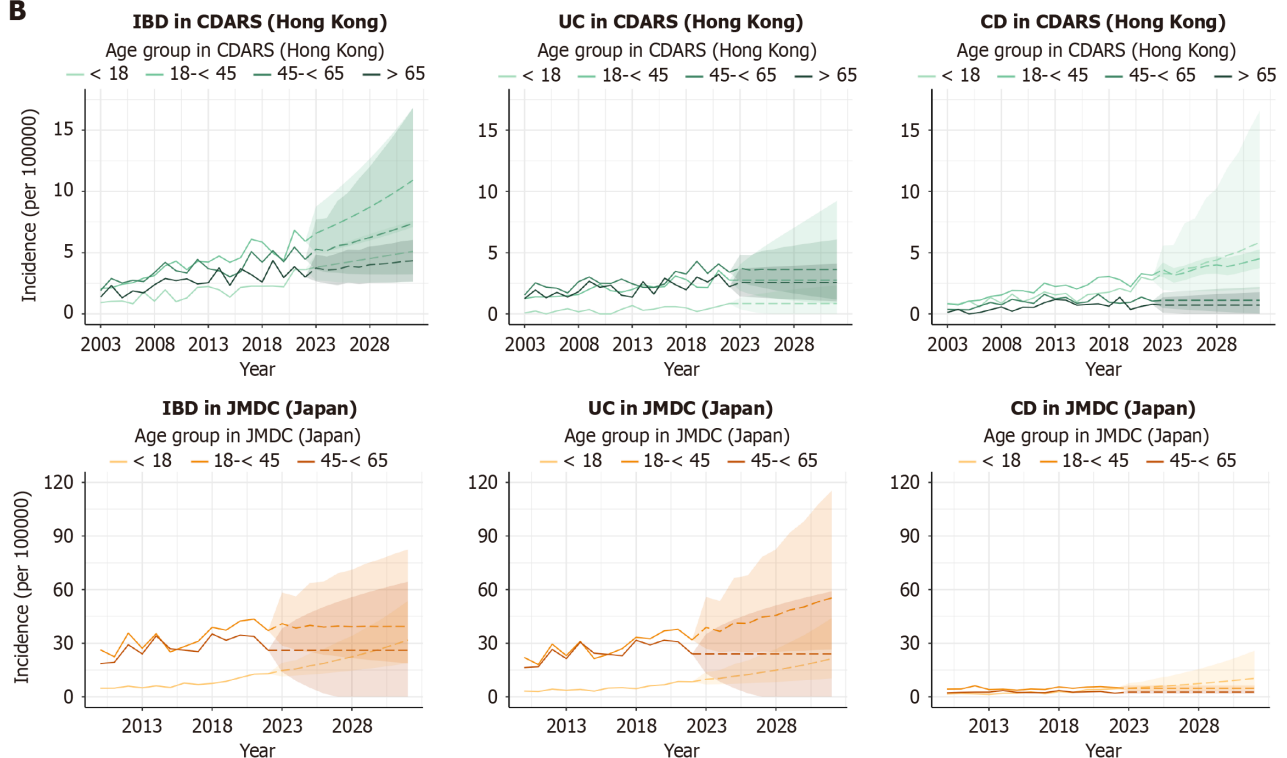 B
IBD in CDARS (Hong Kong)
Age group in CDARS (Hong Kong)
< 18 18-< 45 45-< 65 > 65
Incidence (per 100000)
15
10
5
0
2003 2008 2013 2018 2023 2028
Year
UC in CDARS (Hong Kong)
Age group in CDARS (Hong Kong)
< 18 18-< 45 45-< 65 > 65
15
10
5
0
2003 2008 2013 2018 2023 2028
Year
CD in CDARS (Hong Kong)
Age group in CDARS (Hong Kong)
< 18 18-< 45 45-< 65 > 65
15
10
5
0
2003 2008 2013 2018 2023 2028
Year
IBD in JMDC (Japan)
Age group in JMDC (Japan)
< 18 18-< 45 45-< 65
Incidence (per 100000)
120
90
60
30
0
2013 2018 2023 2028
Year
UC in JMDC (Japan)
Age group in JMDC (Japan)
< 18 18-< 45 45-< 65
120
90
60
30
0
2013 2018 2023 2028
Year
CD in JMDC (Japan)
Age group in JMDC (Japan)
< 18 18-< 45 45-< 65
120
90
60
30
0
2013 2018 2023 2028
Year